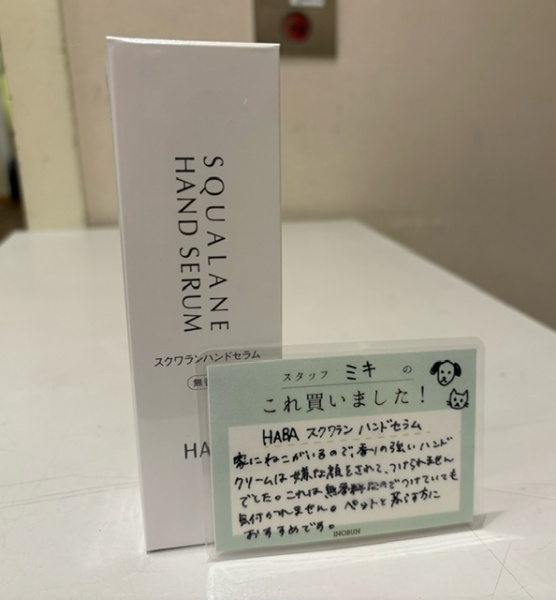 SQUALANE
HAND SERUM
スクワランハンドセラム
無香
HA
スタッフ ミキ の
これ買いました!
HABA スクワラン ハンドセラム
家にねこがいるので、香りの強いハンド
クリームは嫌な顔をされて、つけられません
でした。これは無香料なのでつけていても
気付かれません。ペットと暮らす方に
おすすめです。
INOBUN